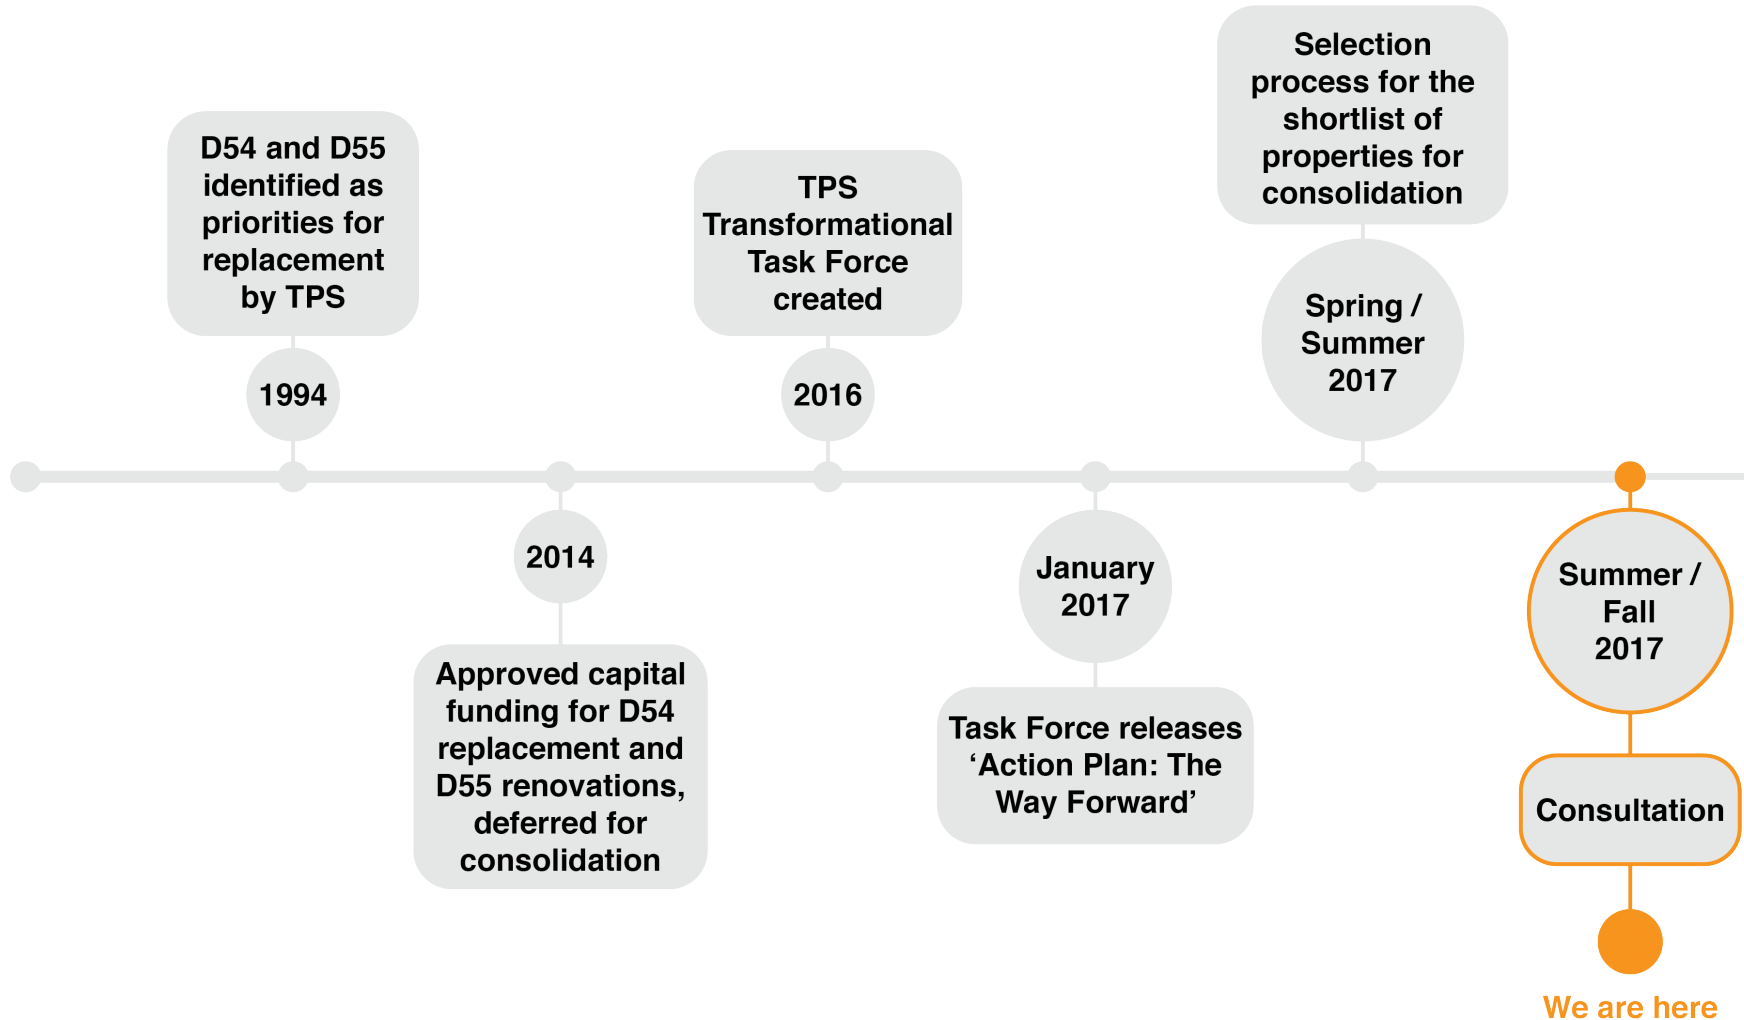 D54 and D55
identified as
priorities for
replacement
by TPS
1994
2014
Approved capital
funding for D54
replacement and
D55 renovations,
deferred for
consolidation
TPS
Transformational
Task Force
created
2016
January
2017
Task Force releases
‘Action Plan: The
Way Forward’
Selection
process for the
shortlist of
properties for
consolidation
Spring /
Summer
2017
Summer /
Fall
2017
Consultation
We are here